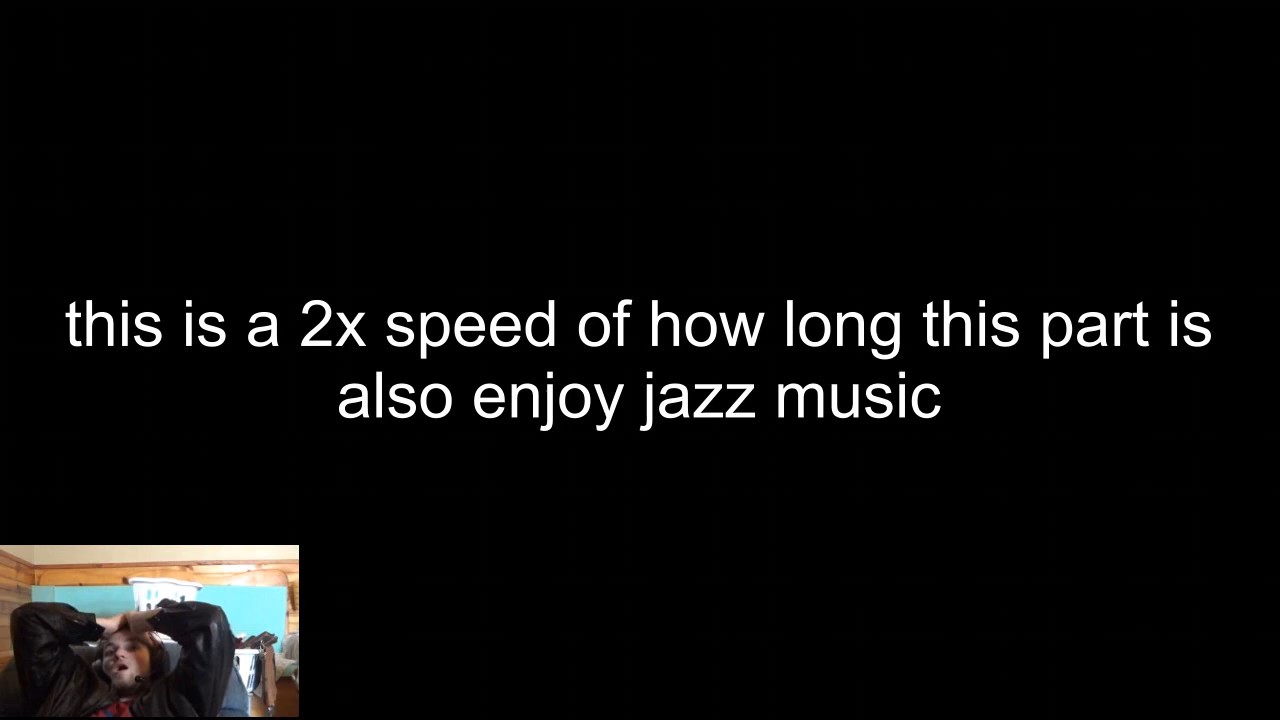 this is a 2x speed of how long this part is
also enjoy jazz music